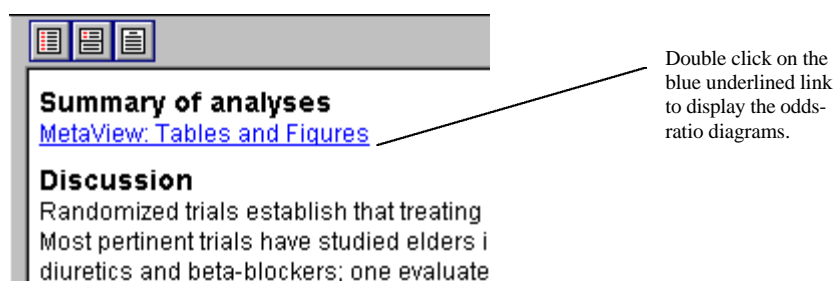 Summary of analyses
MetaView: Tables and Figures
Discussion
Randomized trials establish that treating
Most pertinent trials have studied elders i
diuretics and beta-blockers; one evaluate
Double click on the
blue underlined link
to display the odds-
ratio diagrams.